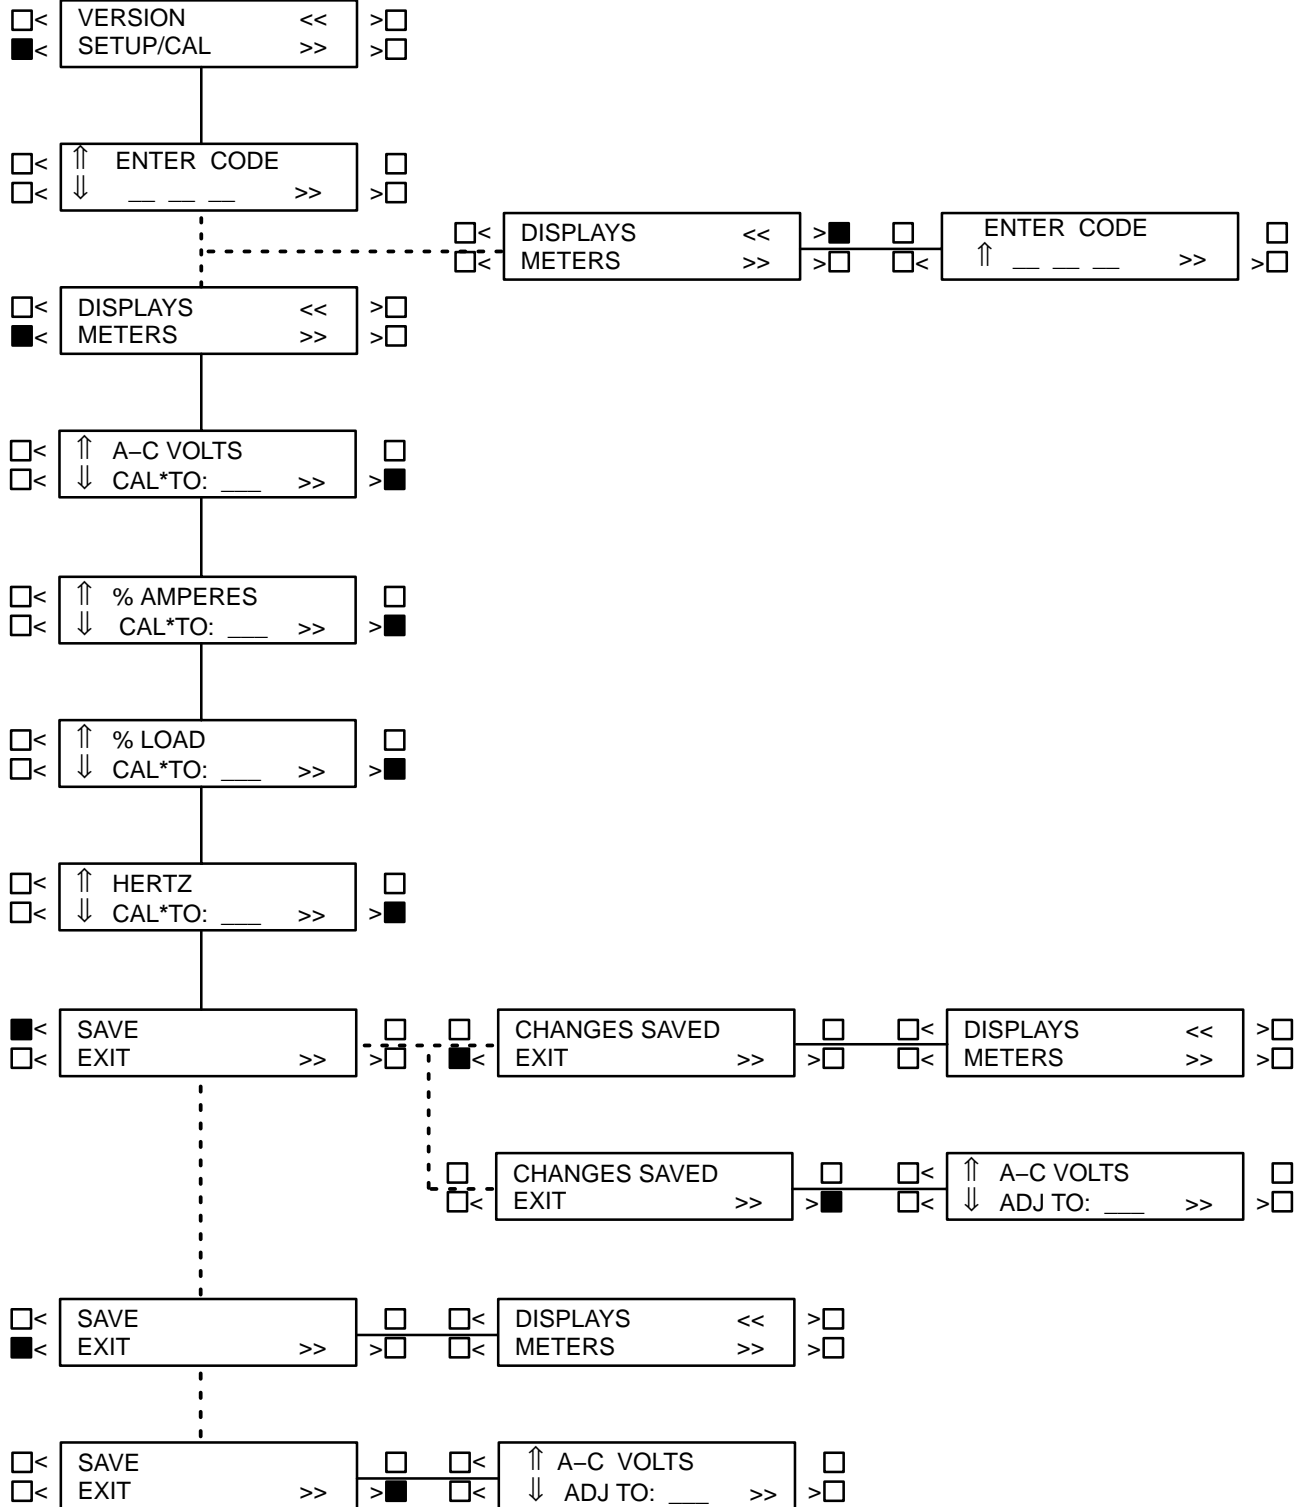 < VERSION << >
< SETUP/CAL >> >
< ⇑ ENTER CODE
< ⇓ __ __ __ >> >
< DISPLAYS << >
< METERS >> >
ENTER CODE
< ⇑ __ __ __ >> >
< DISPLAYS << >
< METERS >> >
< ⇑ A–C VOLTS
< ⇓ CAL*TO: ___ >> >
< ⇑ % AMPERES
< ⇓ CAL*TO: ___ >> >
< ⇑ % LOAD
< ⇓ CAL*TO: ___ >> >
< ⇑ HERTZ
< ⇓ CAL*TO: ___ >> >
< SAVE
< EXIT >> >
CHANGES SAVED
< EXIT >> >
< DISPLAYS << >
< METERS >> >
CHANGES SAVED
< EXIT >> >
< ⇑ A–C VOLTS
< ⇓ ADJ TO: ___ >> >
< SAVE
< EXIT >> >
< DISPLAYS << >
< METERS >> >
< SAVE
< EXIT >> >
< ⇑ A–C VOLTS
< ⇓ ADJ TO: ___ >> >